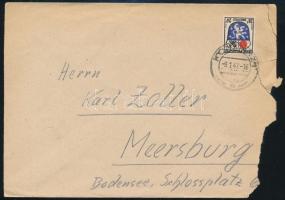 Herrn
Karl Zoller
Meersburg
Bodensee, Schlossplatz